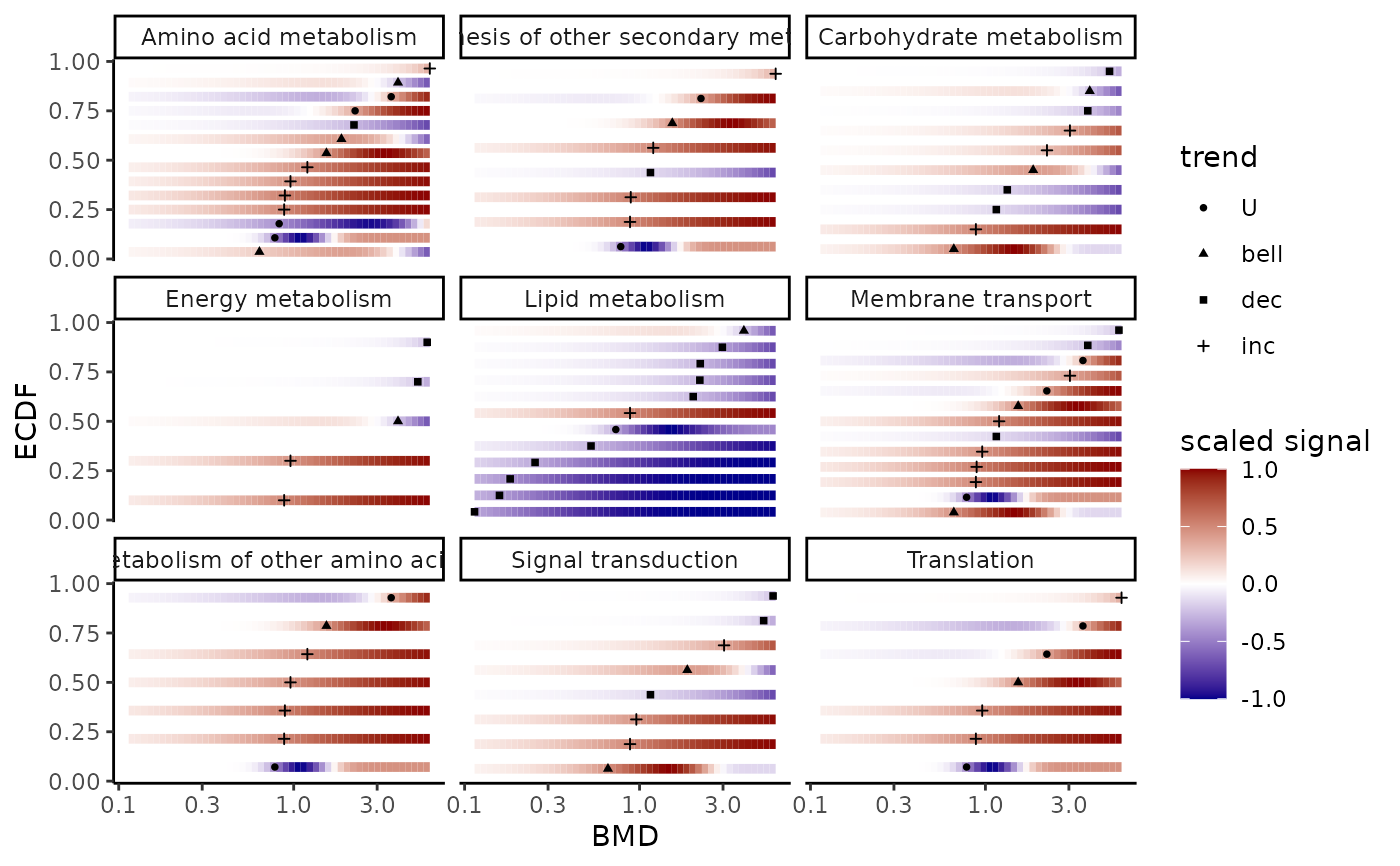 Amino acid metabolism
nesis of other secondary met
Carbohydrate metabolism
1.00
0.75
0.50
0.25
0.00
Energy metabolism
Lipid metabolism
Membrane transport
1.00
0.75
0.50
0.25
0.00
ECDF
etabolism of other amino aci
Signal transduction
Translation
1.00
0.75
0.50
0.25
0.00
0.1 0.3 1.0 3.0
0.1 0.3 1.0 3.0
0.1 0.3 1.0 3.0
BMD
trend
U
bell
dec
inc
scaled signal
1.0
0.5
0.0
-0.5
-1.0